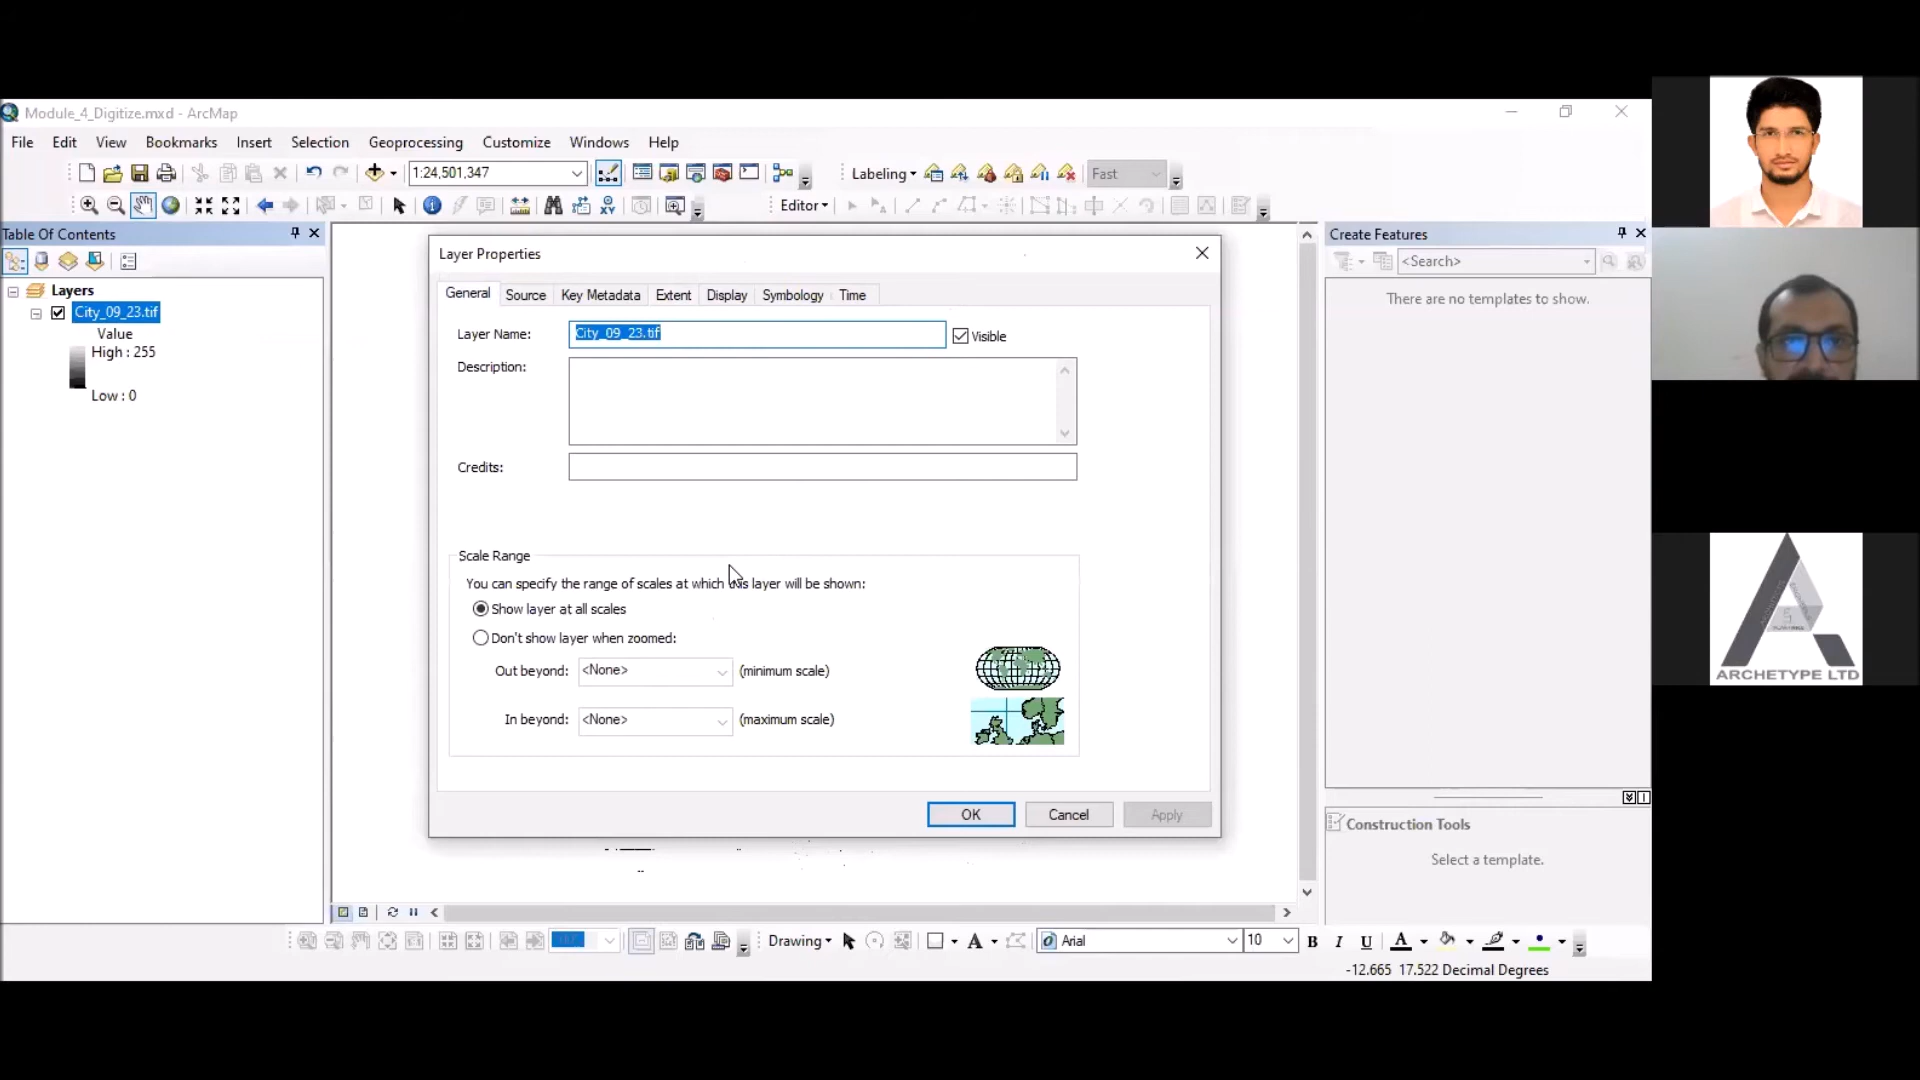 Module_4_Digitize.mxd - ArcMap
File Edit View Bookmarks Insert Selection Geoprocessing Customize Windows Help
1:24,501,347
Labeling
Fast
Editor
Table Of Contents
Layers
City_09_23.tif
Value
High : 255
Low : 0
Layer Properties
General Source Key Metadata Extent Display Symbology Time
Layer Name: City_09_23.tif Visible
Description:
Credits:
Scale Range
You can specify the range of scales at which this layer will be shown:
Show layer at all scales
Don't show layer when zoomed:
Out beyond: <None> (minimum scale)
In beyond: <None> (maximum scale)
OK Cancel Apply
Create Features
<Search>
There are no templates to show.
Construction Tools
Select a template.
Drawing A Arial 10 B I U A
-12.665 17.522 Decimal Degrees
ARCHETYPE LTD